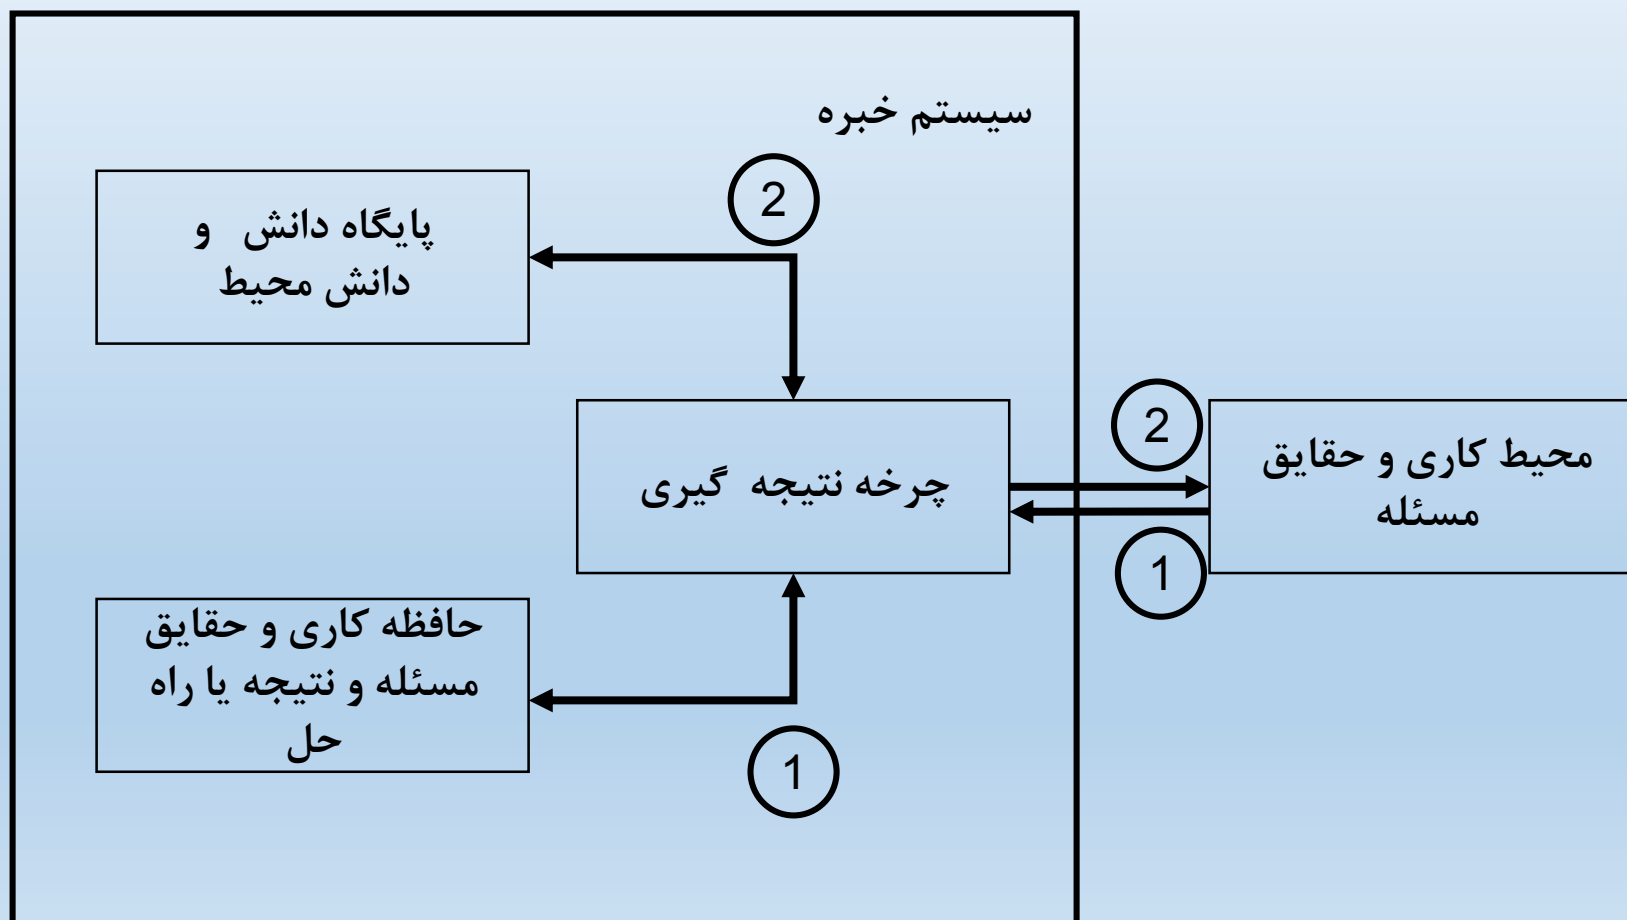 سیستم خبره
2
پایگاه دانش و
دانش محیط
چرخه نتیجه گیری
2
1
محیط کاری و حقایق
مسئله
حافظه کاری و حقایق
مسئله و نتیجه یا راه
حل
1